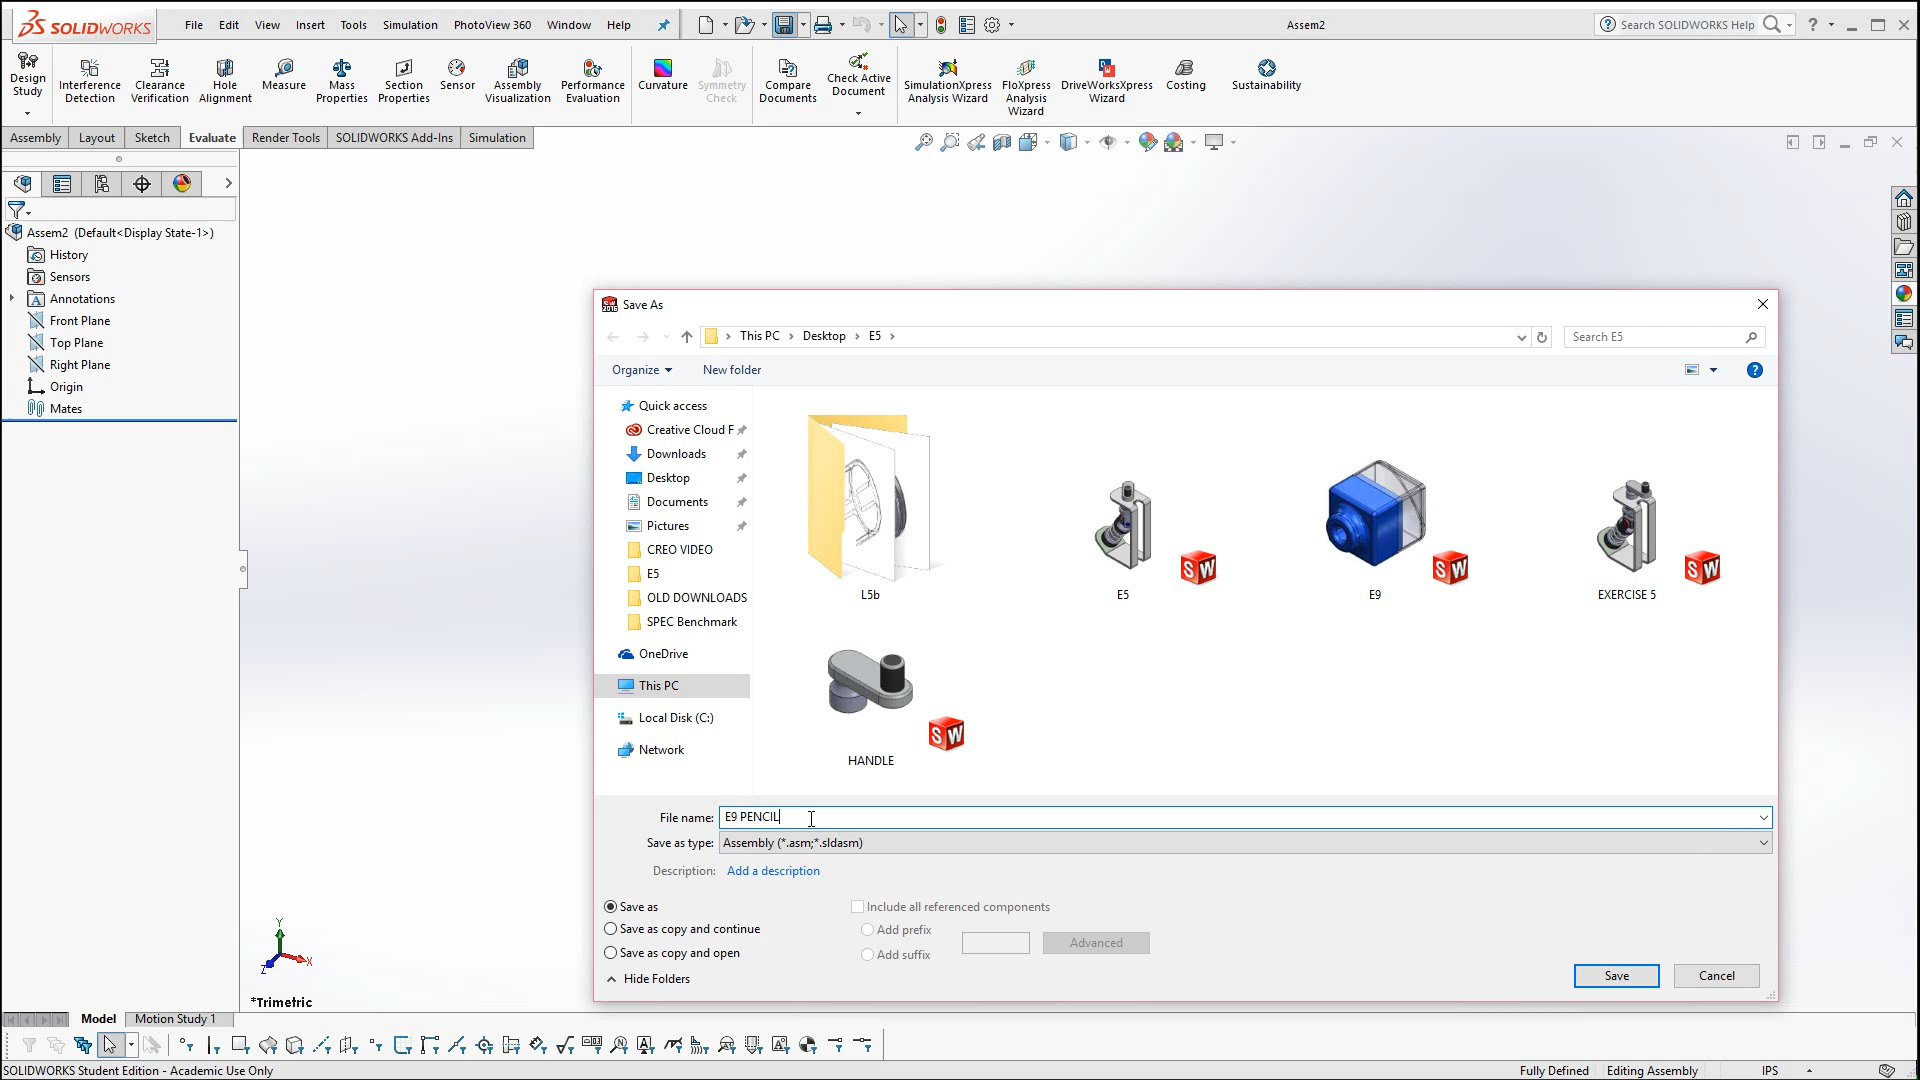 SOLIDWORKS
File Edit View Insert Tools Simulation PhotoView 360 Window Help
Assem2
Search SOLIDWORKS Help
Design Study
Interference Detection
Clearance Verification
Hole Alignment
Measure
Mass Properties
Section Properties
Sensor
Assembly Visualization
Performance Evaluation
Curvature
Symmetry Check
Compare Documents
Check Active Document
SimulationXpress Analysis Wizard
FloXpress Analysis Wizard
DriveWorksXpress Wizard
Costing
Sustainability
Assembly Layout Sketch Evaluate Render Tools SOLIDWORKS Add-Ins Simulation
Assem2 (Default<Display State-1>)
History
Sensors
Annotations
Front Plane
Top Plane
Right Plane
Origin
Mates
Save As
This PC > Desktop > E5 >
Search E5
Organize
New folder
Quick access
Creative Cloud F
Downloads
Desktop
Documents
Pictures
CREO VIDEO
E5
OLD DOWNLOADS
SPEC Benchmark
OneDrive
This PC
Local Disk (C:)
Network
L5b
E5
E9
EXERCISE 5
HANDLE
SW
SW
SW
SW
File name: E9 PENCIL
Save as type: Assembly (*.asm;*.sldasm)
Description: Add a description
Save as
Save as copy and continue
Save as copy and open
Include all referenced components
Add prefix
Add suffix
Advanced
Hide Folders
Save
Cancel
Y
X
Z
*Trimetric
Model Motion Study 1
SOLIDWORKS Student Edition - Academic Use Only
Fully Defined Editing Assembly IPS